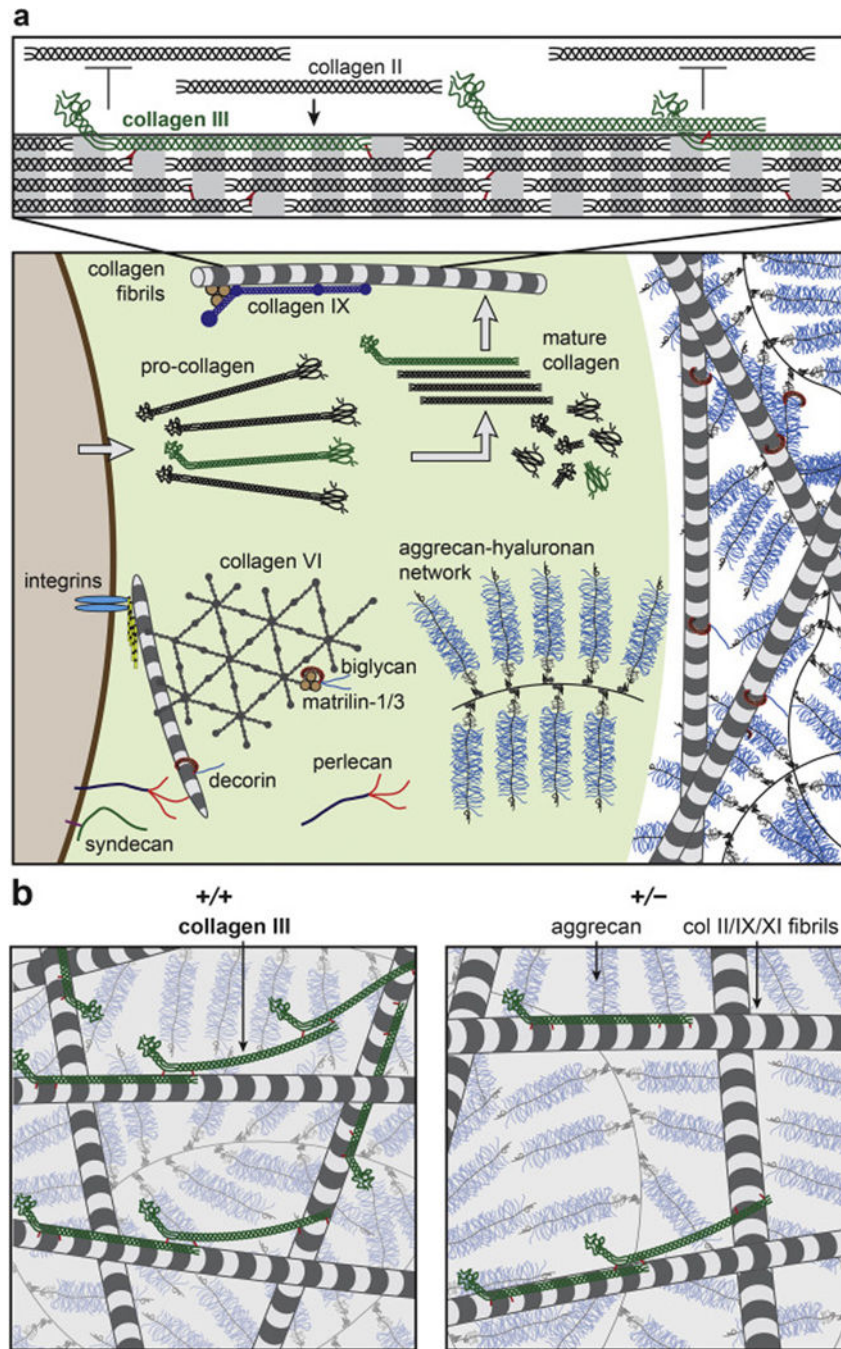 a
collagen II
collagen III
collagen
fibrils
collagen IX
pro-collagen
mature
collagen
collagen VI
aggrecan-hyaluronan
network
integrins
biglycan
matrilin-1/3
decorin
perlecan
syndecan
b
+/+
collagen III
+/−
aggrecan
col II/IX/XI fibrils